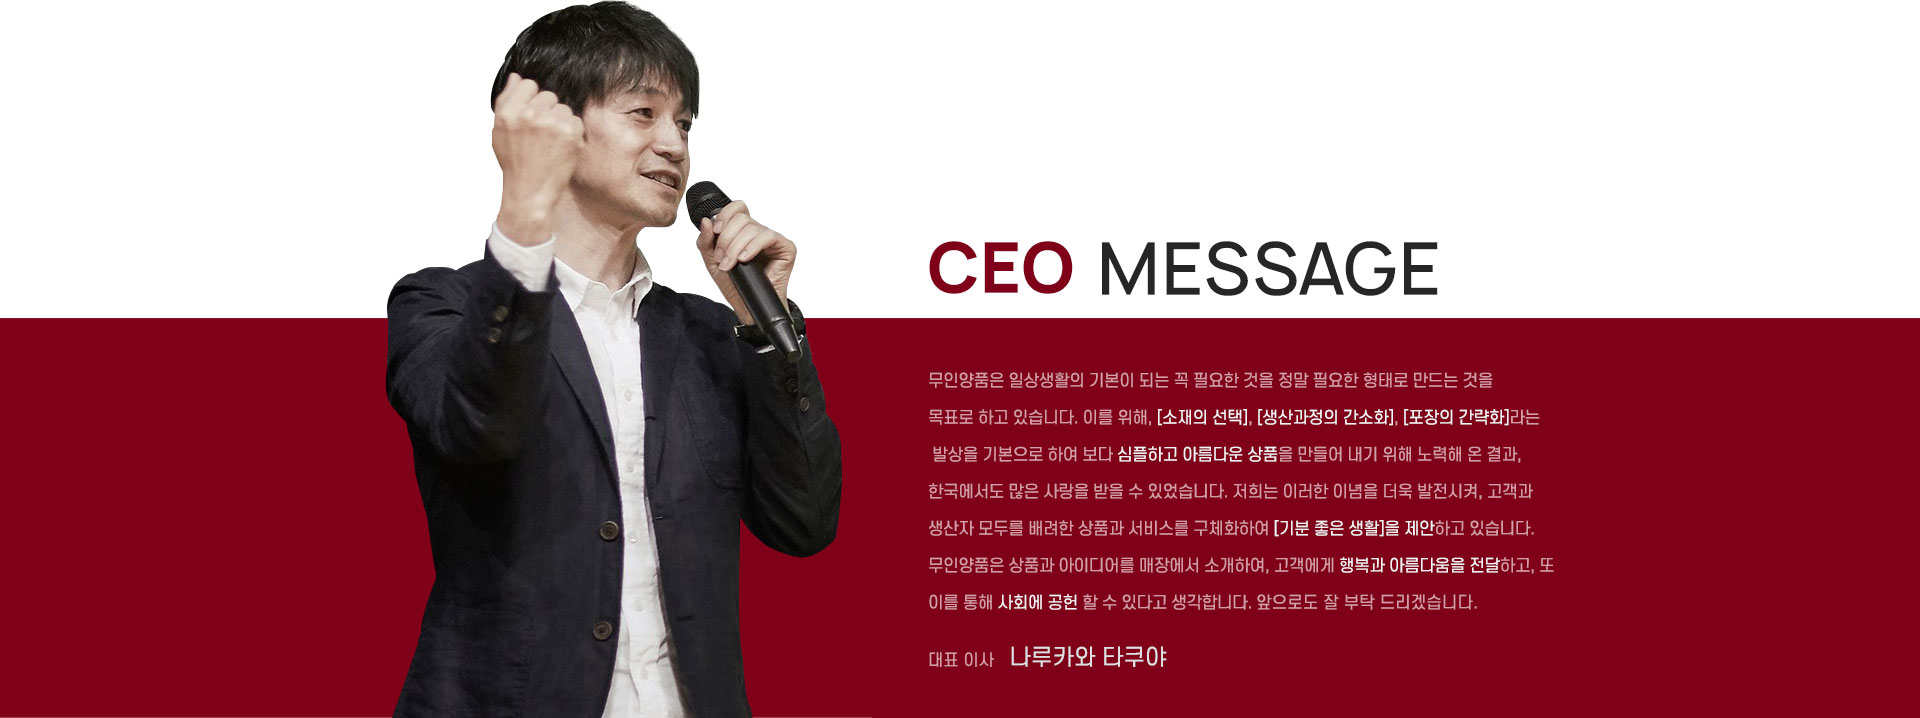 CEO MESSAGE
무인양품은 일상생활의 기본이 되는 꼭 필요한 것을 정말 필요한 형태로 만드는 것을
목표로 하고 있습니다. 이를 위해, [소재의 선택], [생산과정의 간소화], [포장의 간략화]라는
발상을 기본으로 하여 보다 심플하고 아름다운 상품을 만들어 내기 위해 노력해 온 결과,
한국에서도 많은 사랑을 받을 수 있었습니다. 저희는 이러한 이념을 더욱 발전시켜, 고객과
생산자 모두를 배려한 상품과 서비스를 구체화하여 [기분 좋은 생활]을 제안하고 있습니다.
무인양품은 상품과 아이디어를 매장에서 소개하여, 고객에게 행복과 아름다움을 전달하고, 또
이를 통해 사회에 공헌 할 수 있다고 생각합니다. 앞으로도 잘 부탁 드리겠습니다.
대표 이사 나루카와 타쿠야